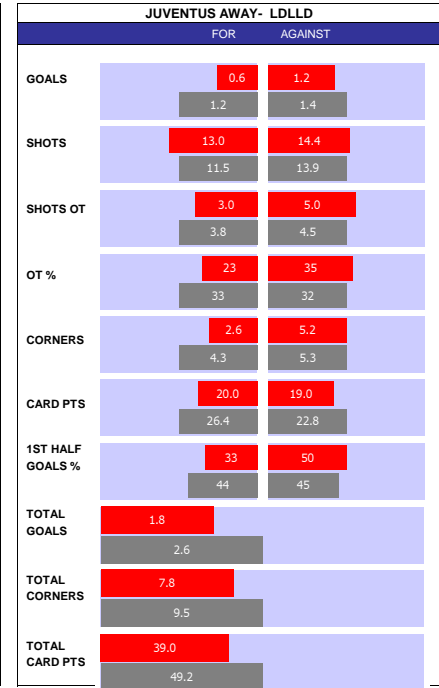 JUVENTUS AWAY- LDLLD
FOR AGAINST
GOALS
0.6 1.2
1.2 1.4
SHOTS
13.0 14.4
11.5 13.9
SHOTS OT
3.0 5.0
3.8 4.5
OT %
23 35
33 32
CORNERS
2.6 5.2
4.3 5.3
CARD PTS
20.0 19.0
26.4 22.8
1ST HALF
GOALS %
33 50
44 45
TOTAL
GOALS
1.8
2.6
TOTAL
CORNERS
7.8
9.5
TOTAL
CARD PTS
39.0
49.2